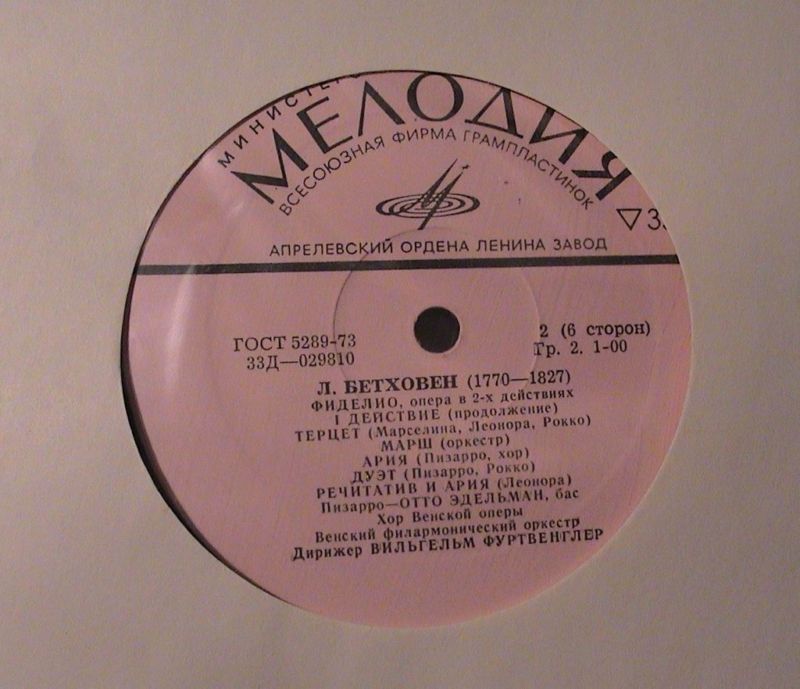 МИНИСТЕР
МЕЛОДИЯ
ВСЕСОЮЗНАЯ ФИРМА ГРАМПЛАСТИНОК
33
АПРЕЛЕВСКИЙ ОРДЕНА ЛЕНИНА ЗАВОД
ГОСТ 5289-73
2 (6 сторон)
33Д—029810
Гр. 2. 1-00
Л. БЕТХОВЕН (1770—1827)
ФИДЕЛИО, опера в 2-х действиях
I ДЕЙСТВИЕ (продолжение)
ТЕРЦЕТ (Марселина, Леонора, Рокко)
МАРШ (оркестр)
АРИЯ (Пизарро, хор)
ДУЭТ (Пизарро, Рокко)
РЕЧИТАТИВ И АРИЯ (Леонора)
Пизарро—ОТТО ЭДЕЛЬМАН, бас
Хор Венской оперы
Венский филармонический оркестр
Дирижер ВИЛЬГЕЛЬМ ФУРТВЕНГЛЕР